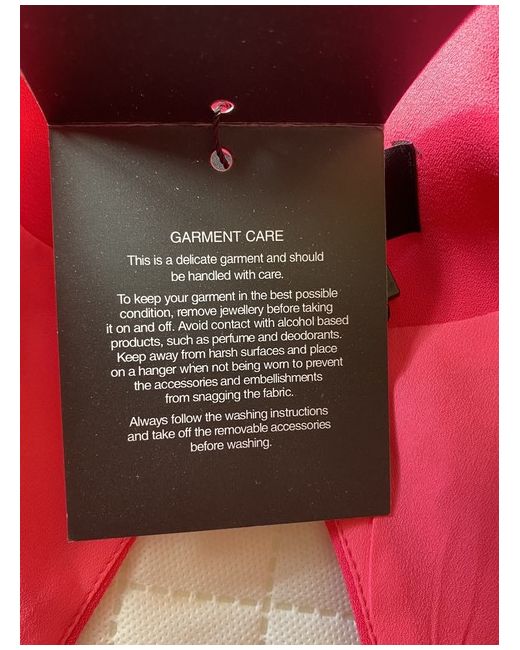 GARMENT CARE
This is a delicate garment and should
be handled with care.
To keep your garment in the best possible
condition, remove jewellery before taking
it on and off. Avoid contact with alcohol based
products, such as perfume and deodorants.
Keep away from harsh surfaces and place
on a hanger when not being worn to prevent
the accessories and embellishments
from snagging the fabric.
Always follow the washing instructions
and take off the removable accessories
before washing.